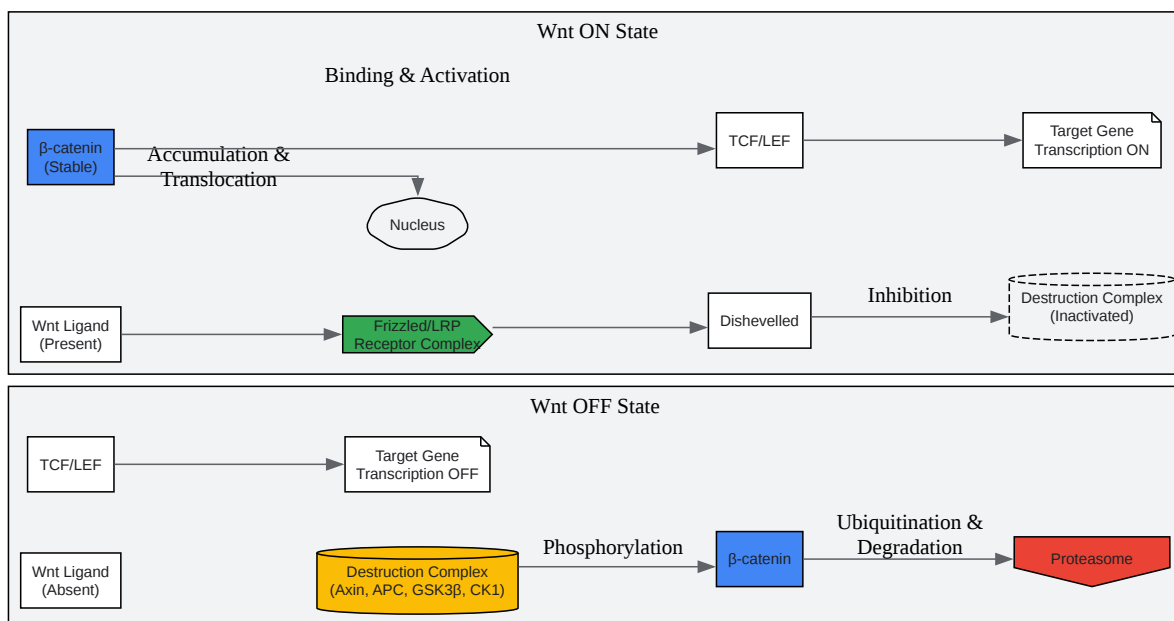 Wnt ON State
Binding & Activation
β-catenin
(Stable)
Accumulation &
Translocation
TCF/LEF
Target Gene
Transcription ON
Nucleus
Wnt Ligand
(Present)
Frizzled/LRP
Receptor Complex
Dishevelled
Inhibition
Destruction Complex
(Inactivated)
Wnt OFF State
TCF/LEF
Target Gene
Transcription OFF
Wnt Ligand
(Absent)
Destruction Complex
(Axin, APC, GSK3β, CK1)
Phosphorylation
β-catenin
Ubiquitination &
Degradation
Proteasome